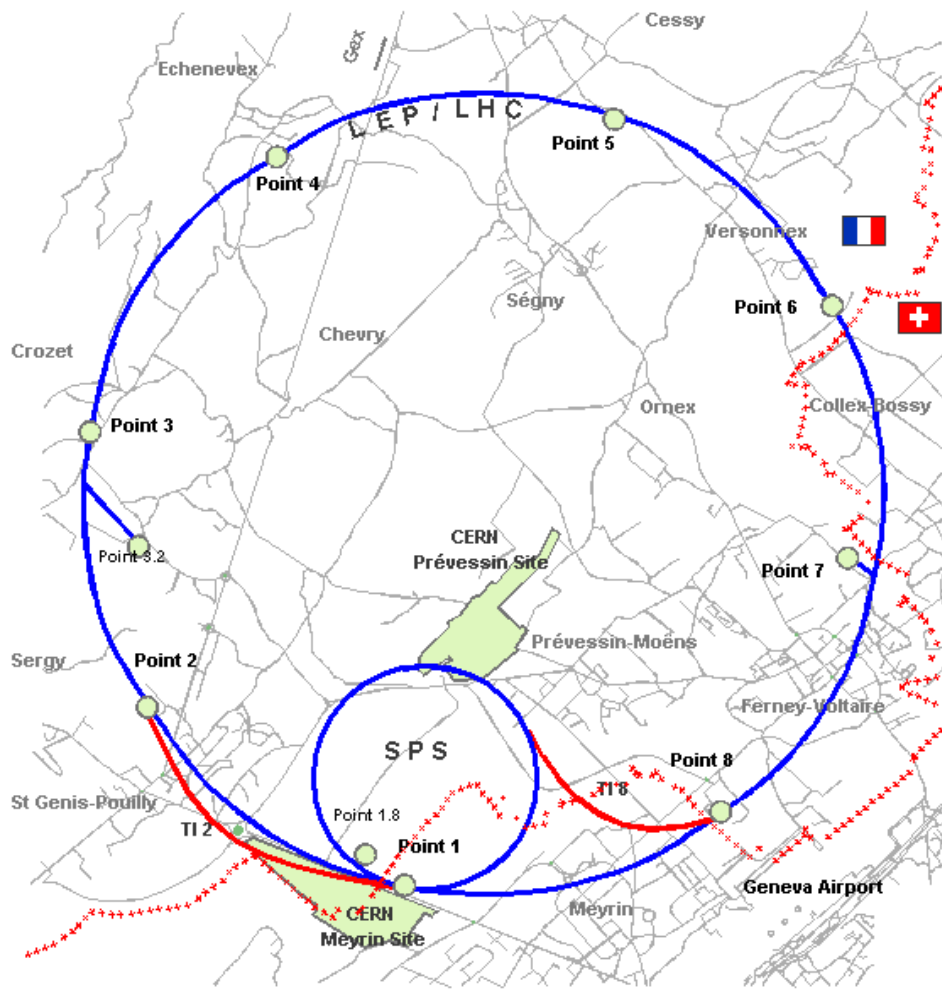 Cessy
Gex
Echenevex
LEP / LHC
Point 5
Point 4
Versonnex
Ségny
Point 6
Chevry
Crozet
Ornex
Collex-Bossy
Point 3
CERN
Prévessin Site
Point 3.2
Point 7
Prévessin-Moëns
Sergy
Point 2
Ferney-Voltaire
SPS
Point 8
St Genis-Pouilly
TI 8
Point 1.8
TI 2
Point 1
Geneva Airport
CERN
Meyrin Site
Meyrin